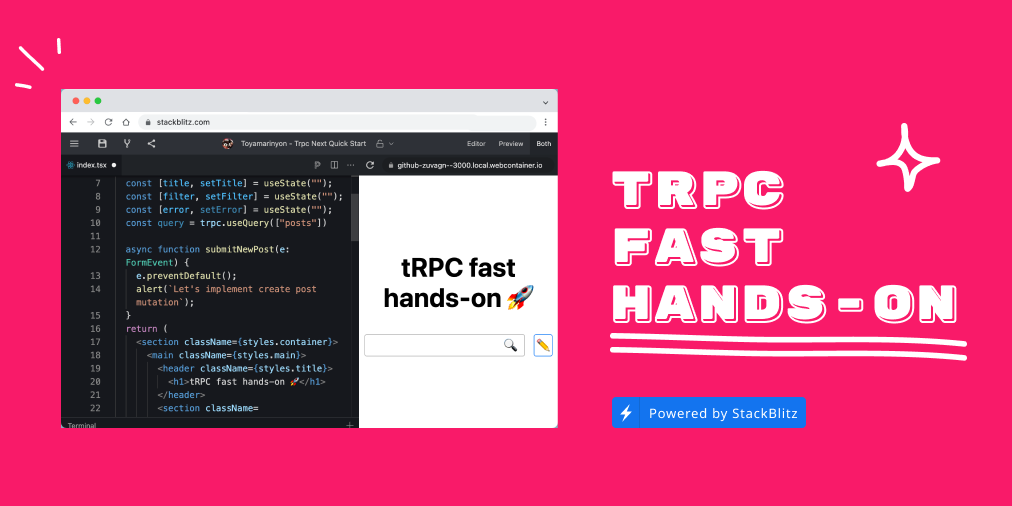 stackblitz.com
Toyamarinyon - Trpc Next Quick Start
Editor
Preview
Both
index.tsx
github-zuvagn--3000.local.webcontainer.io
7 const [title, setTitle] = useState("");
8 const [filter, setFilter] = useState("");
9 const [error, setError] = useState("");
10 const query = trpc.useQuery(["posts"])
11
12 async function submitNewPost(e:
FormEvent) {
13 e.preventDefault();
14 alert(`Let's implement create post
mutation`);
15 }
16 return (
17 <section className={styles.container}>
18 <main className={styles.main}>
19 <header className={styles.title}>
20 <h1>tRPC fast hands-on 🚀</h1>
21 </header>
22 <section className=
Terminal
tRPC fast
hands-on 🚀
TRPC
FAST
HANDS-ON
Powered by StackBlitz